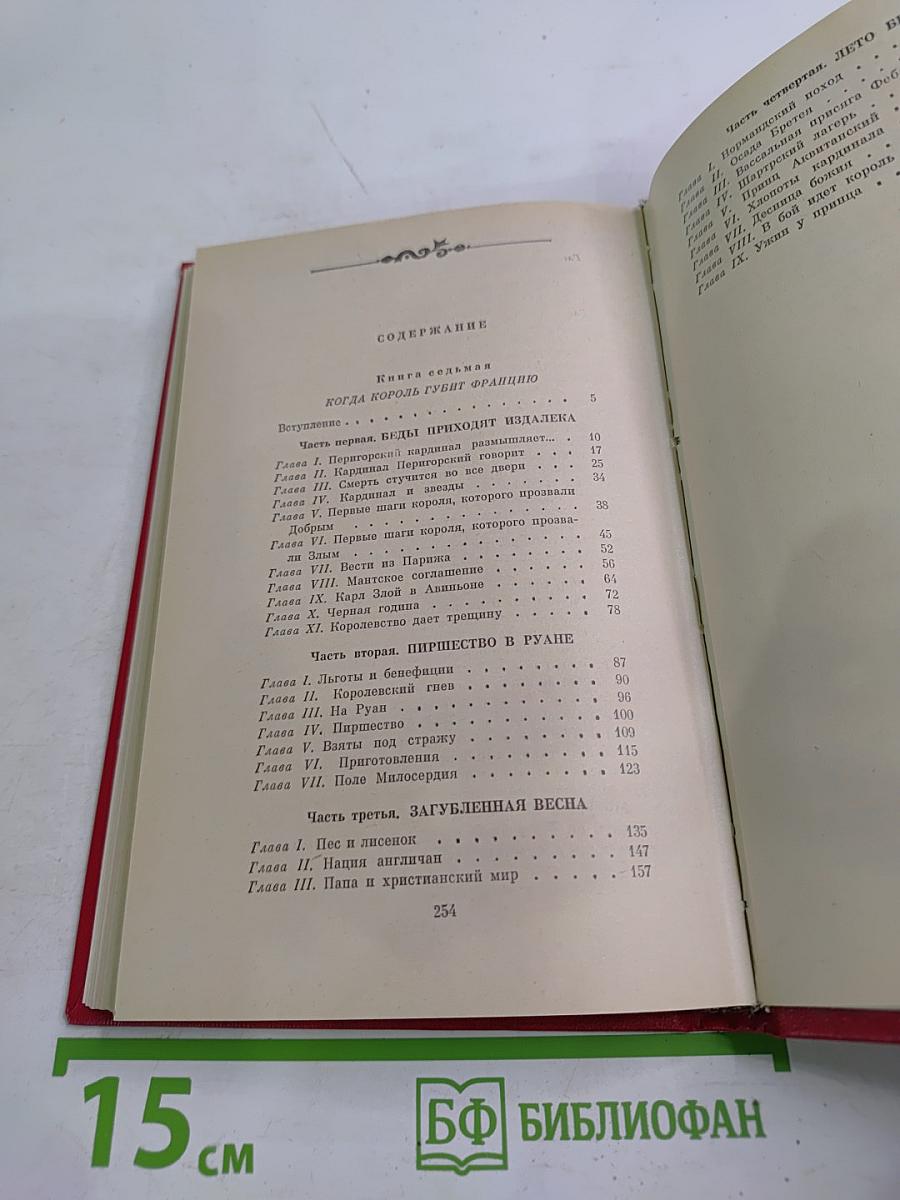 СОДЕРЖАНИЕ
Книга седьмая
КОГДА КОРОЛЬ ГУБИТ ФРАНЦИЮ
Вступление . . . . . . . . . . . . . . . 5
Часть первая. БЕДЫ ПРИХОДЯТ ИЗДАЛЕКА
Глава I. Перигорский кардинал размышляет... . 10
Глава II. Кардинал Перигорский говорит . . . 17
Глава III. Смерть стучится во все двери . . . 25
Глава IV. Кардинал и звезды . . . . . . . 34
Глава V. Первые шаги короля, которого прозвали
Добрым . . . . . . . . . . . . . 38
Глава VI. Первые шаги короля, которого прозва-
ли Злым . . . . . . . . . . . . . 45
Глава VII. Вести из Парижа . . . . . . . 52
Глава VIII. Мантское соглашение . . . . . . 56
Глава IX. Карл Злой в Авиньоне . . . . . . 64
Глава X. Черная година . . . . . . . . . 72
Глава XI. Королевство дает трещину . . . . . 78
Часть вторая. ПИРШЕСТВО В РУАНЕ
Глава I. Льготы и бенефиции . . . . . . . . 87
Глава II. Королевский гнев . . . . . . . . 90
Глава III. На Руан . . . . . . . . . . . 96
Глава IV. Пиршество . . . . . . . . . . 100
Глава V. Взяты под стражу . . . . . . . . 109
Глава VI. Приготовления . . . . . . . . 115
Глава VII. Поле Милосердия . . . . . . . . 123
Часть третья. ЗАГУБЛЕННАЯ ВЕСНА
Глава I. Пес и лисенок . . . . . . . . . . 135
Глава II. Нация англичан . . . . . . . . . 147
Глава III. Папа и христианский мир . . . . . 157
254
Часть четвертая. ЛЕТО
Глава I. Нормандский поход . . .
Глава II. Осада Бретея . . . .
Глава III. Вассальная присяга
Глава IV. Шартрский лагерь . .
Глава V. Принц Аквитанский .
Глава VI. Хлопоты кардинала
Глава VII. Десница божия . .
Глава VIII. В бой идет король
Глава IX. Ужин у принца . .
15 см
БФ БИБЛИОФАН